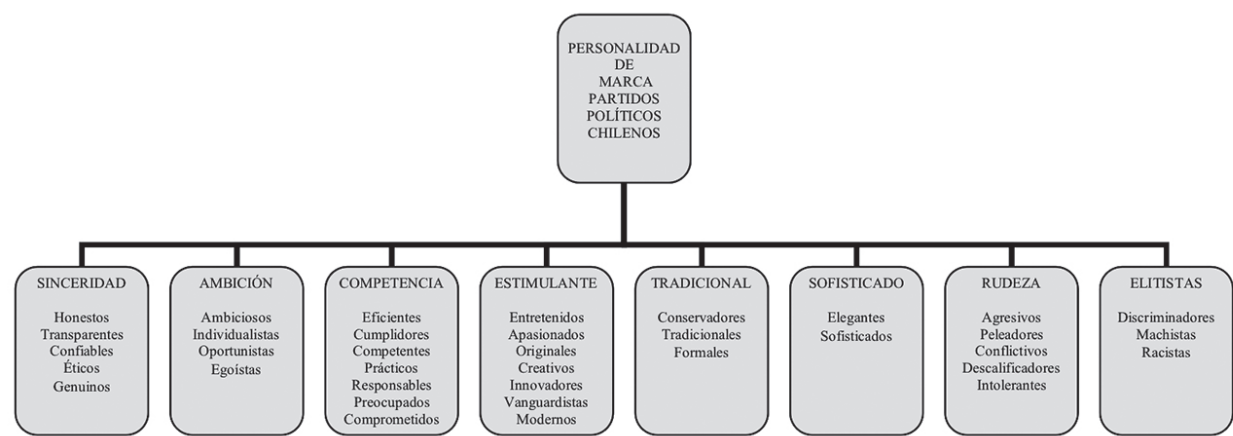 PERSONALIDAD
DE
MARCA
PARTIDOS
POLÍTICOS
CHILENOS
SINCERIDAD
Honestos
Transparentes
Confiables
Éticos
Genuinos
AMBICIÓN
Ambiciosos
Individualistas
Oportunistas
Egoístas
COMPETENCIA
Eficientes
Cumplidores
Competentes
Prácticos
Responsables
Preocupados
Comprometidos
ESTIMULANTE
Entretenidos
Apasionados
Originales
Creativos
Innovadores
Vanguardistas
Modernos
TRADICIONAL
Conservadores
Tradicionales
Formales
SOFISTICADO
Elegantes
Sofisticados
RUDEZA
Agresivos
Peleadores
Conflictivos
Descalificadores
Intolerantes
ELITISTAS
Discriminadores
Machistas
Racistas